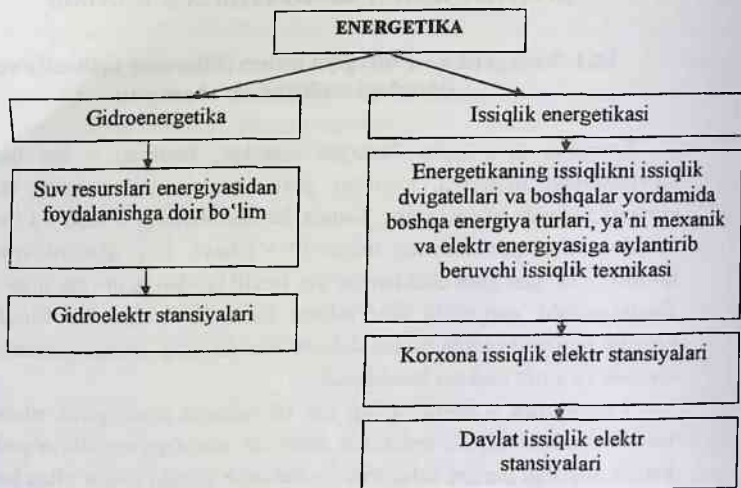 ENERGETIKA
Gidroenergetika
Suv resurslari energiyasidan
foydalanishga doir bo‘lim
Gidroelektr stansiyalari
Issiqlik energetikasi
Energetikaning issiqlikni issiqlik
dvigatellari va boshqalar yordamida
boshqa energiya turlari, ya’ni mexanik
va elektr energiyasiga aylantirib
beruvchi issiqlik texnikasi
Korxona issiqlik elektr stansiyalari
Davlat issiqlik elektr
stansiyalari